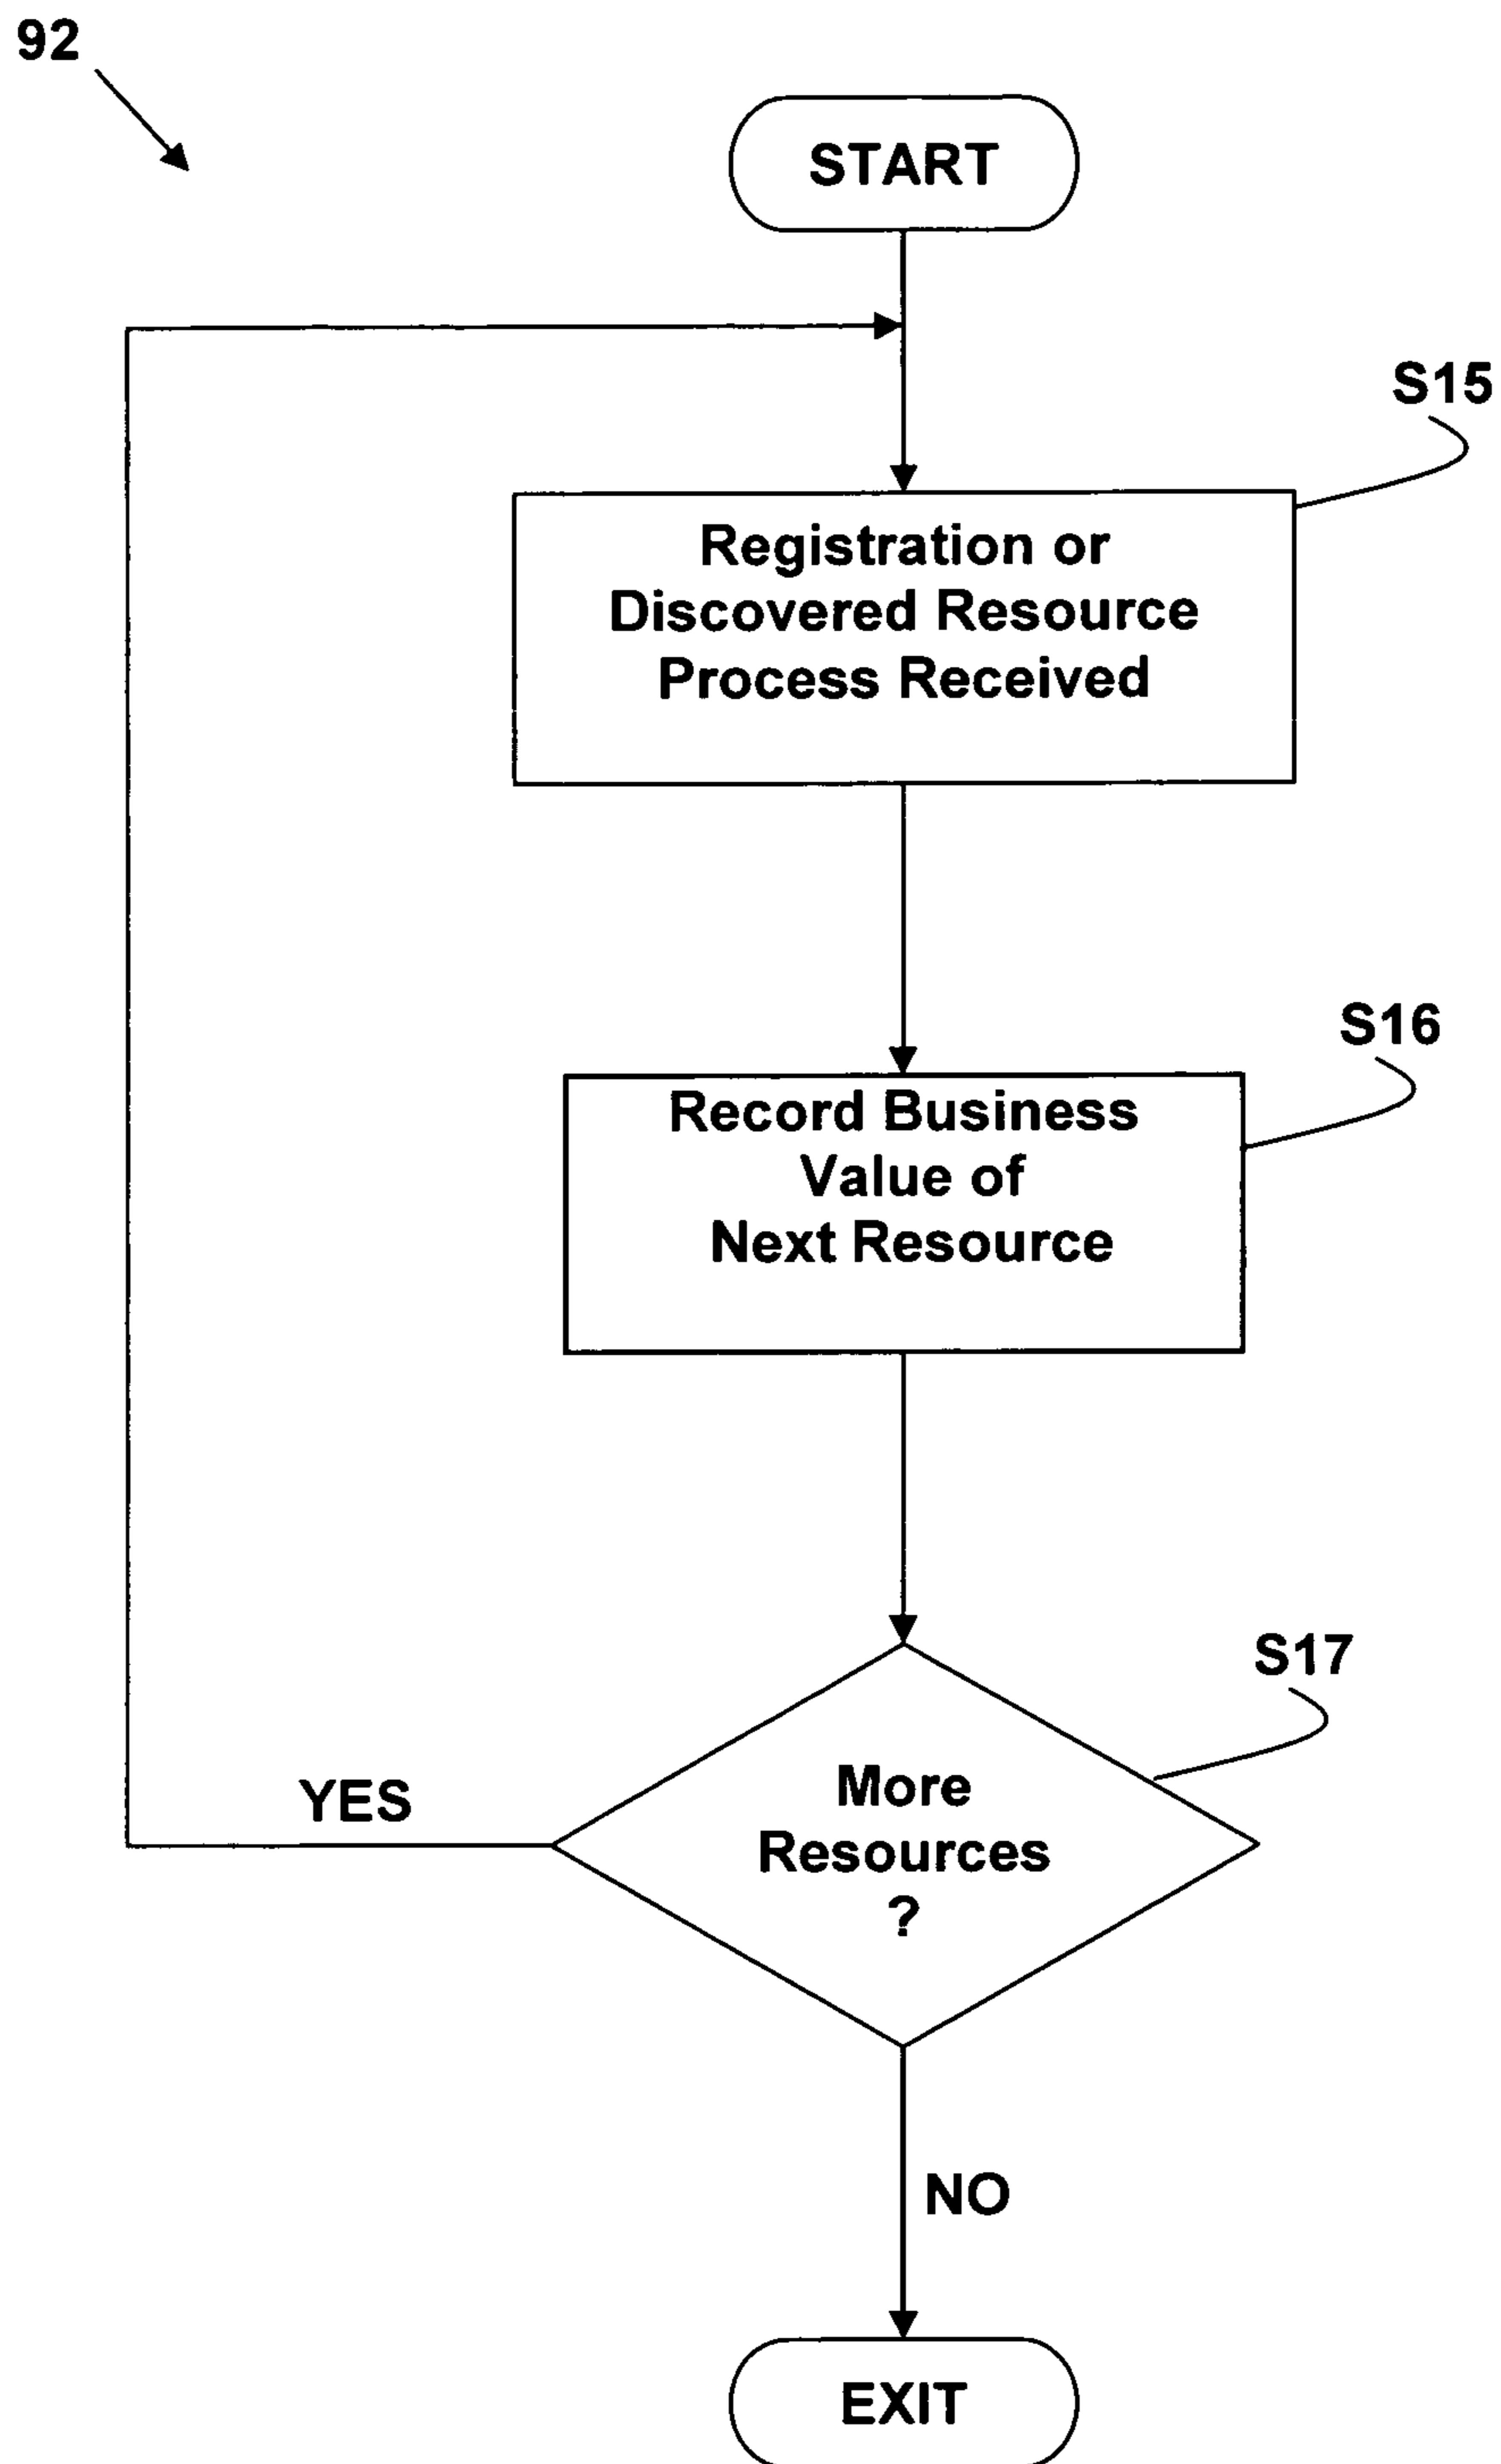 92
START
S15
Registration or
Discovered Resource
Process Received
S16
Record Business
Value of
Next Resource
S17
More
Resources
?
YES
NO
EXIT